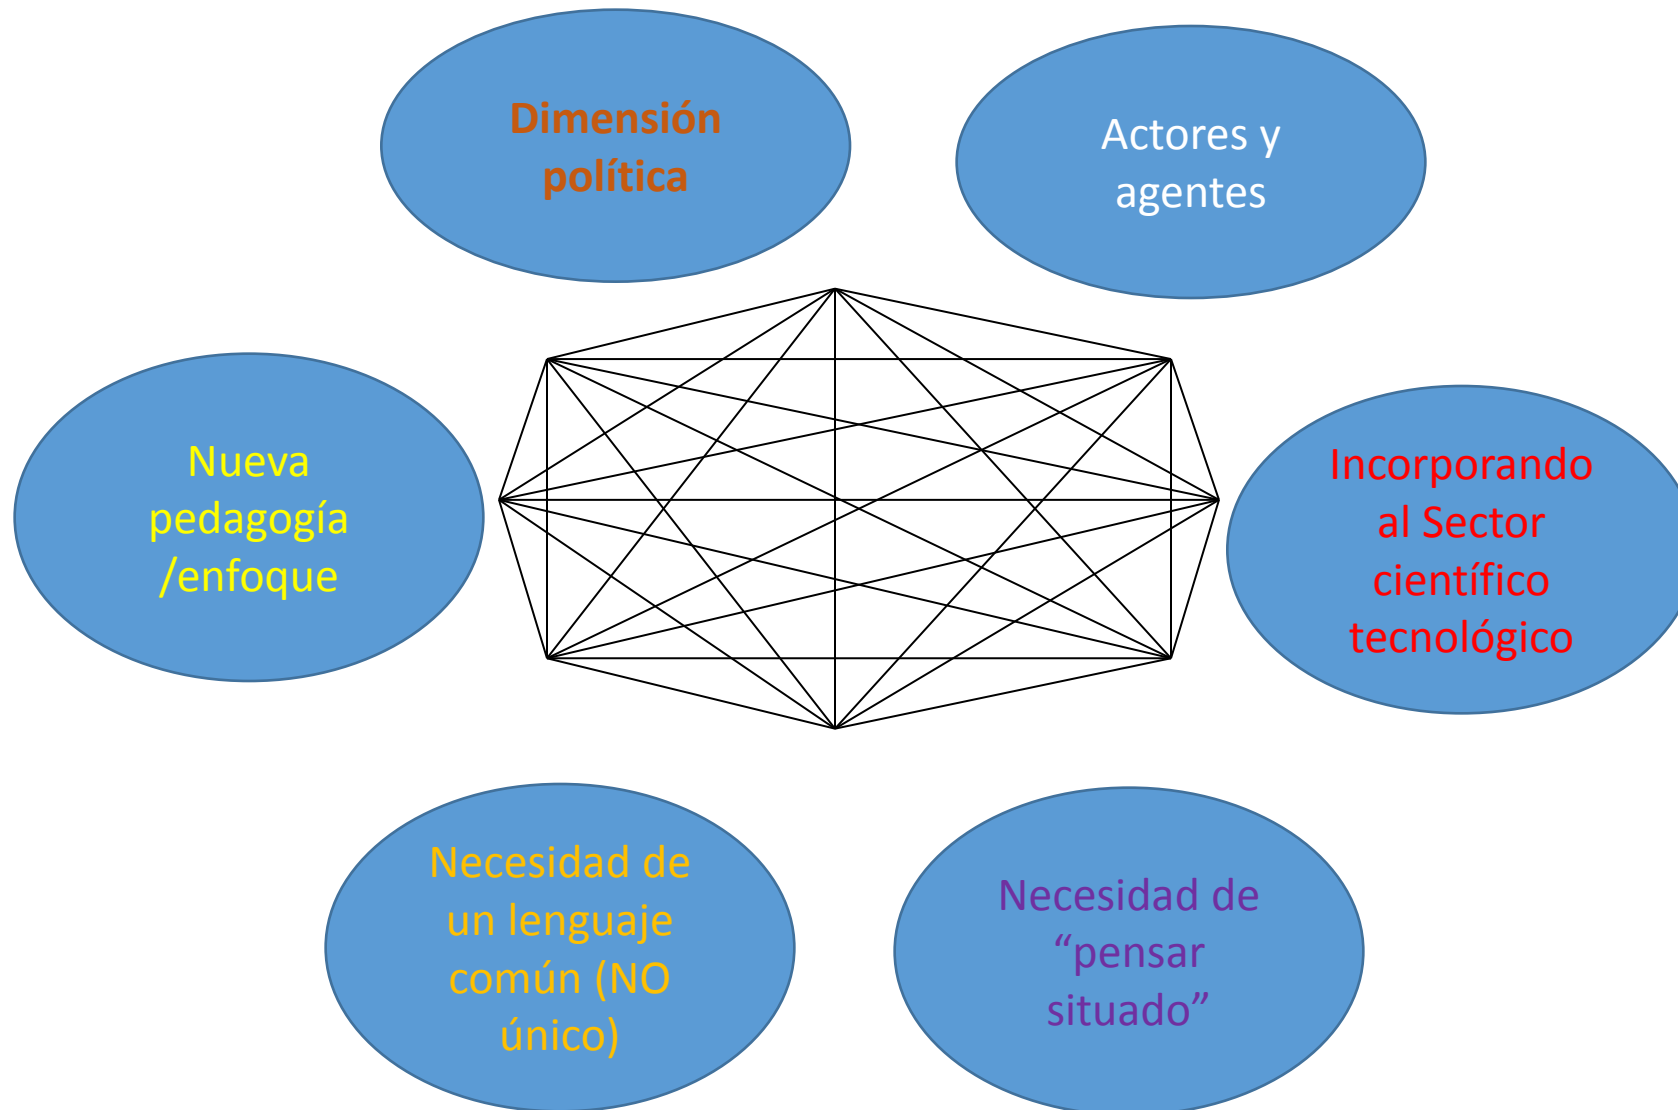 Dimensión
política
Actores y
agentes
Nueva
pedagogía
/enfoque
Incorporando
al Sector
científico
tecnológico
Necesidad de
un lenguaje
común (NO
único)
Necesidad de
“pensar
situado”